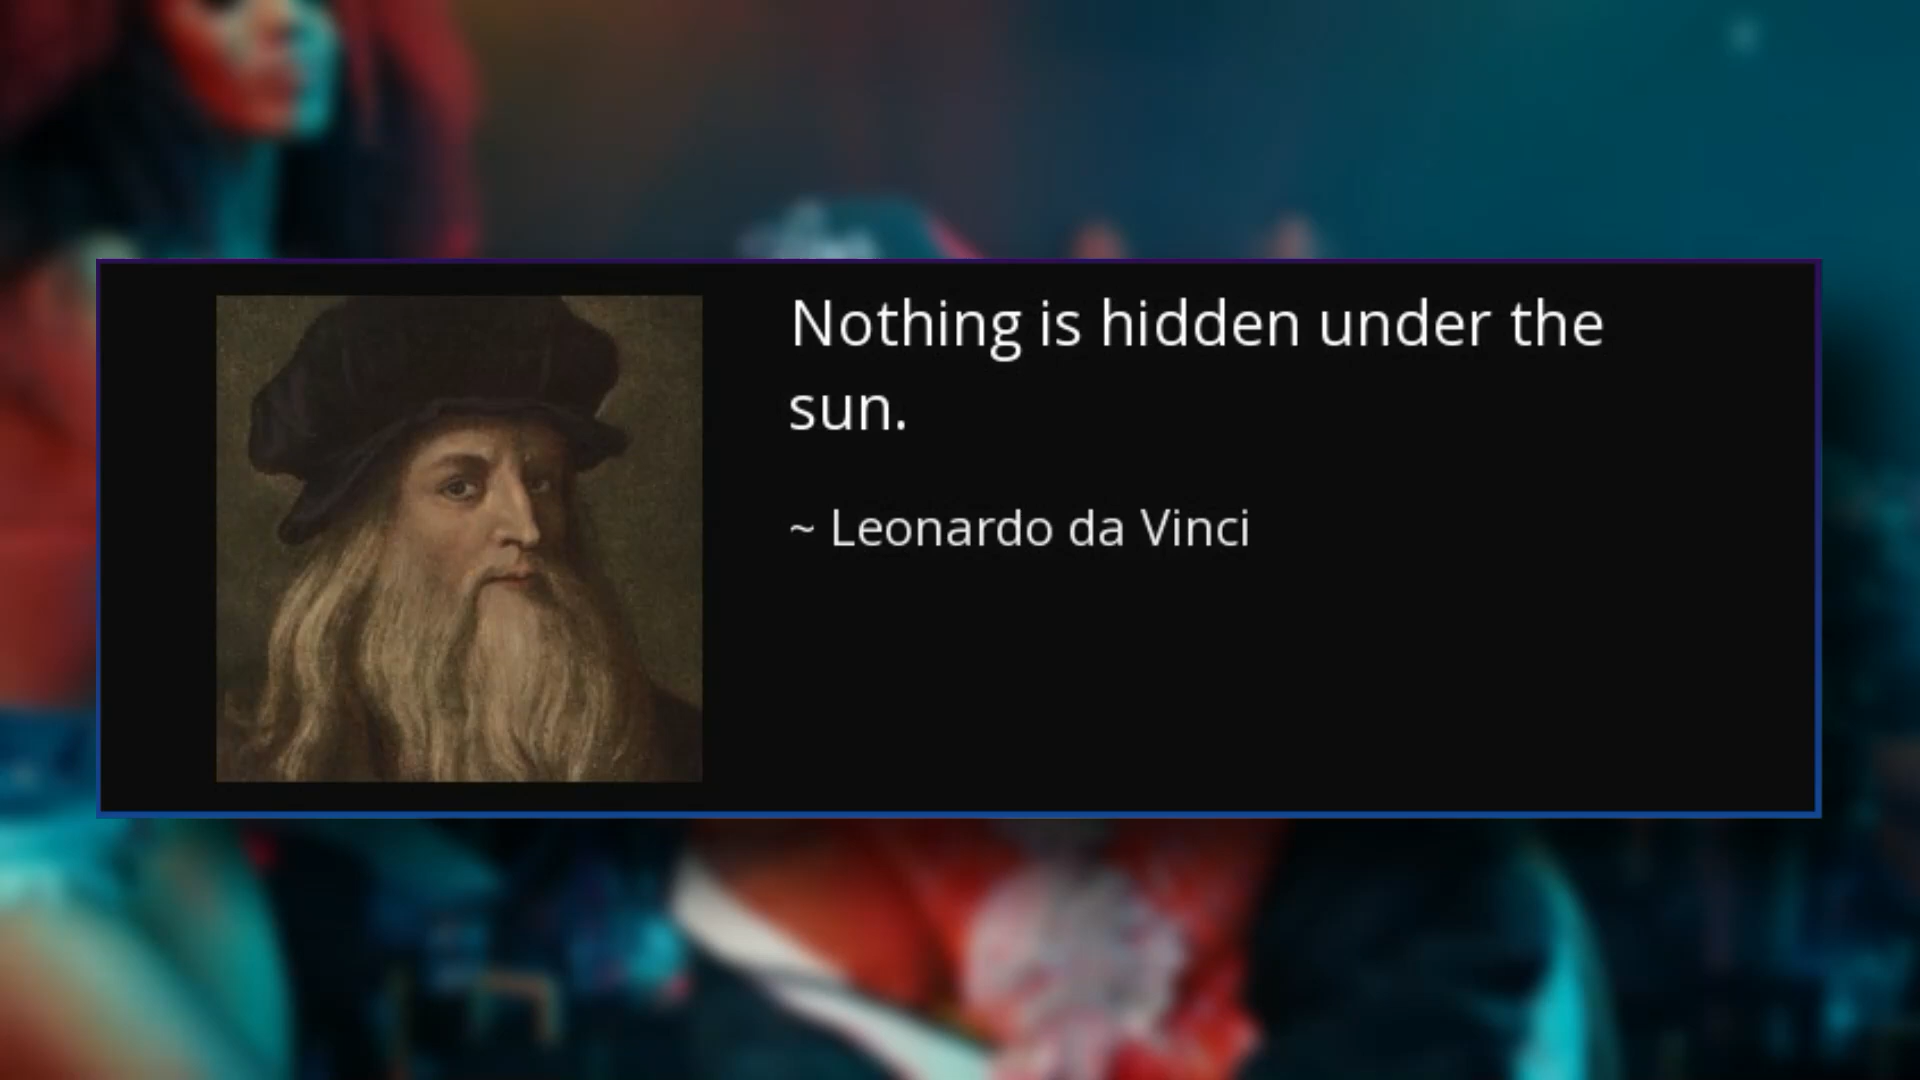 Nothing is hidden under the
sun.
~ Leonardo da Vinci